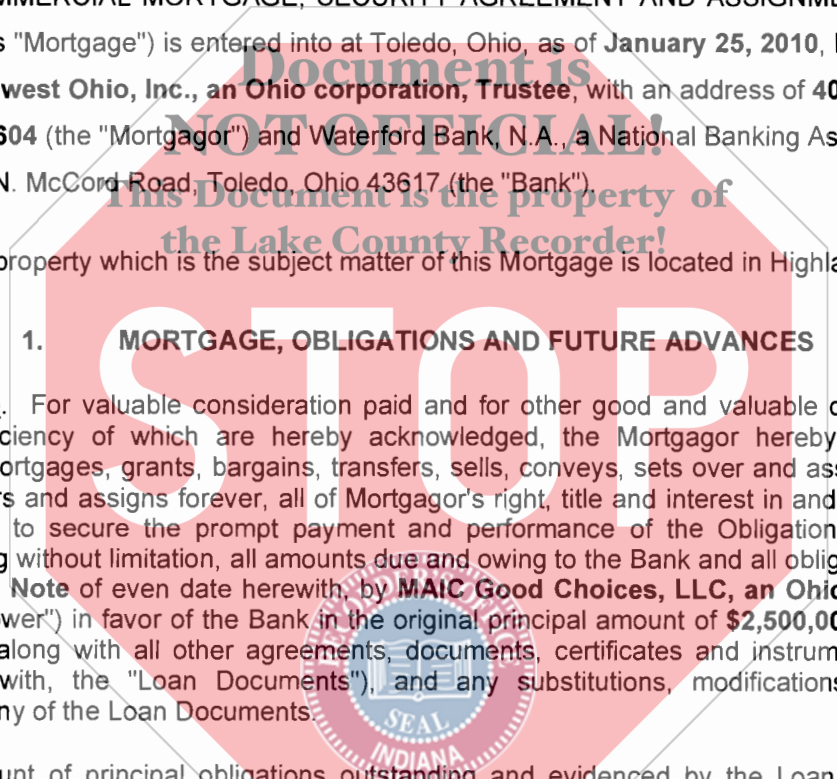 MMERCIAL MORTGAGE, SECURITY AGREEMENT AND ASSIGNME
s "Mortgage") is entered into at Toledo, Ohio, as of January 25, 2010,
Document is
west Ohio, Inc., an Ohio corporation, Trustee, with an address of 40
NOT OFFICIAL!
604 (the "Mortgagor") and Waterford Bank, N.A., a National Banking As
N. McCord Road, Toledo, Ohio 43617 (the "Bank").
This Document is the property of
the Lake County Recorder!
property which is the subject matter of this Mortgage is located in Highla
STOP
1. MORTGAGE, OBLIGATIONS AND FUTURE ADVANCES
. For valuable consideration paid and for other good and valuable c
ciency of which are hereby acknowledged, the Mortgagor hereby
ortgages, grants, bargains, transfers, sells, conveys, sets over and ass
rs and assigns forever, all of Mortgagor's right, title and interest in and
to secure the prompt payment and performance of the Obligation
g without limitation, all amounts due and owing to the Bank and all oblig
Note of even date herewith, by MAIC Good Choices, LLC, an Ohio
ower") in favor of the Bank in the original principal amount of $2,500,00
along with all other agreements, documents, certificates and instrum
with, the "Loan Documents"), and any substitutions, modifications
ny of the Loan Documents.
RECORDER'S OFFICE
SEAL
INDIANA
unt of principal obligations outstanding and evidenced by the Loan